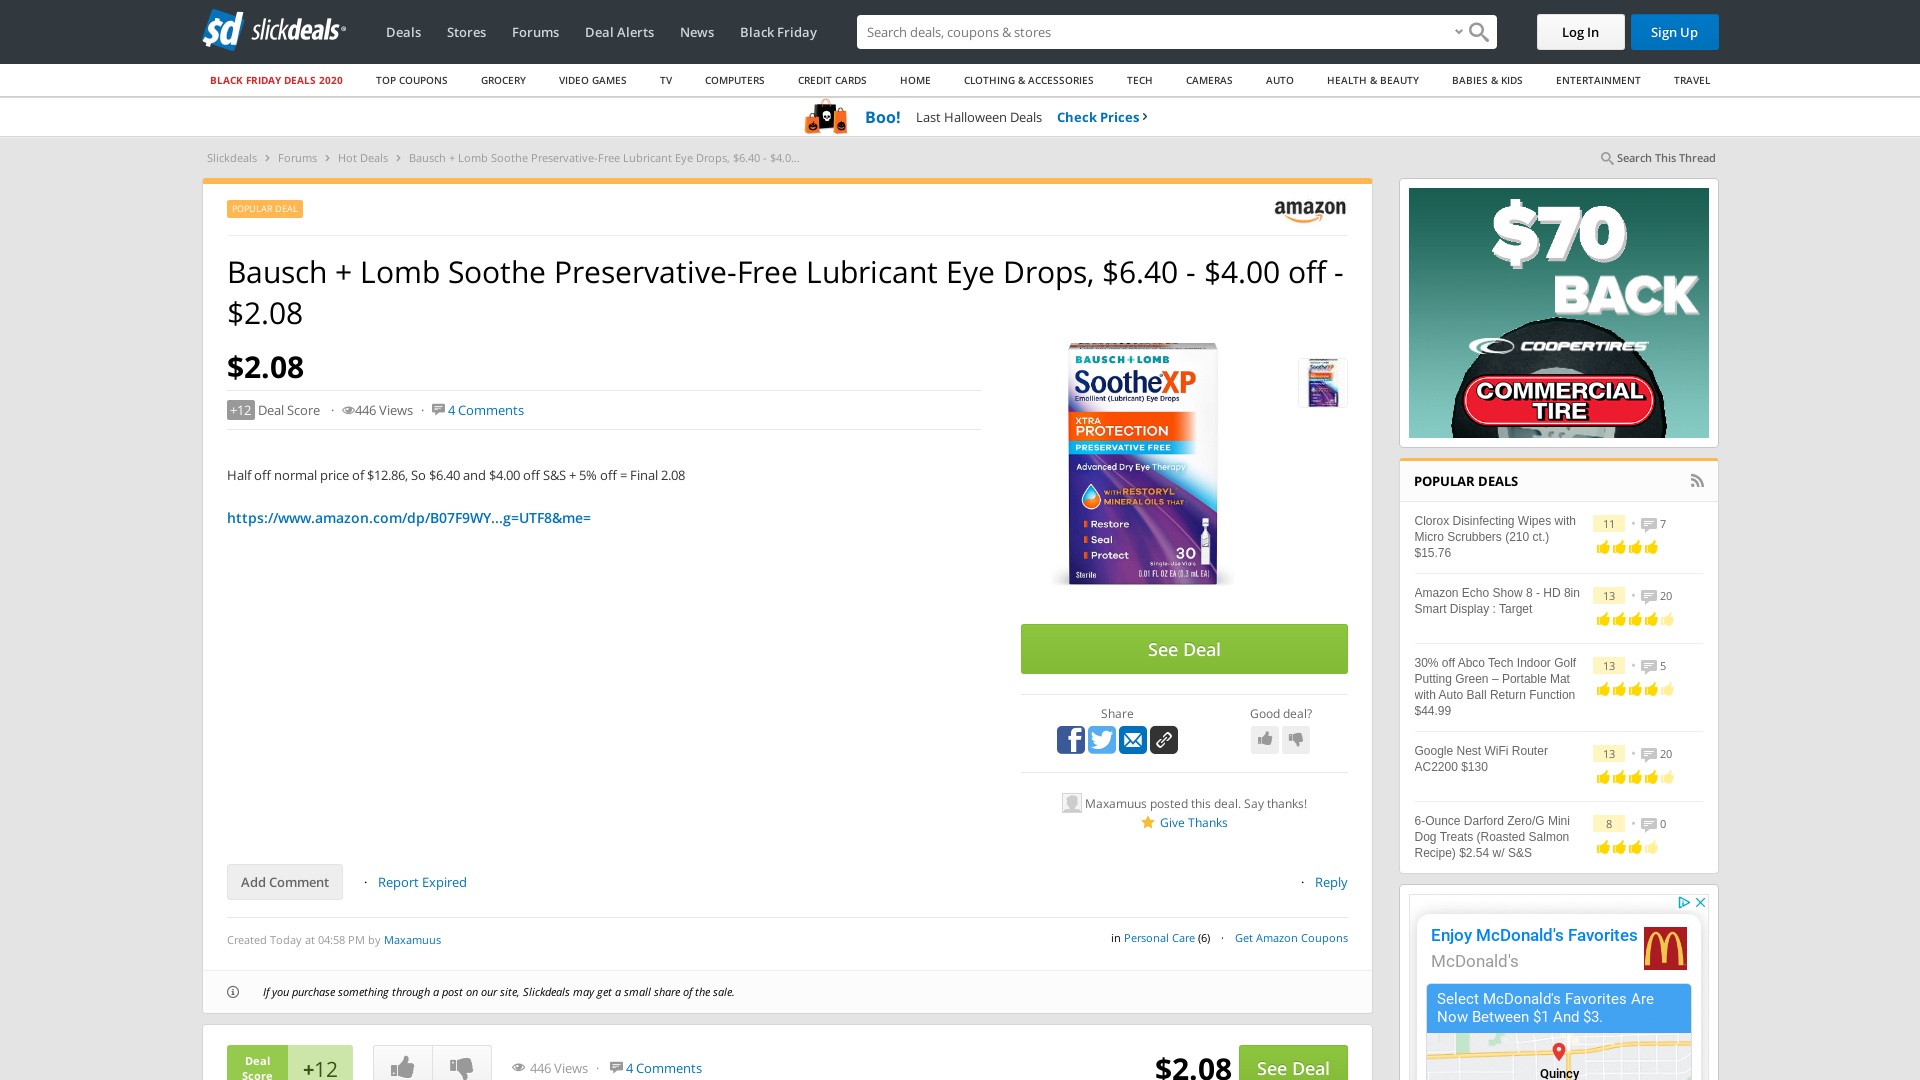 sd slickdeals
Deals Stores Forums Deal Alerts News Black Friday
Search deals, coupons & stores
Log In Sign Up
BLACK FRIDAY DEALS 2020 TOP COUPONS GROCERY VIDEO GAMES TV COMPUTERS CREDIT CARDS HOME CLOTHING & ACCESSORIES TECH CAMERAS AUTO HEALTH & BEAUTY BABIES & KIDS ENTERTAINMENT TRAVEL
Boo! Last Halloween Deals Check Prices
Slickdeals > Forums > Hot Deals > Bausch + Lomb Soothe Preservative-Free Lubricant Eye Drops, $6.40 - $4.0...
Search This Thread
POPULAR DEAL
amazon
Bausch + Lomb Soothe Preservative-Free Lubricant Eye Drops, $6.40 - $4.00 off -
$2.08
$2.08
+12 Deal Score · 446 Views · 4 Comments
Half off normal price of $12.86, So $6.40 and $4.00 off S&S + 5% off = Final 2.08
https://www.amazon.com/dp/B07F9WY...g=UTF8&me=
BAUSCH+LOMB
SootheXP
Emollient (Lubricant) Eye Drops
XTRA
PROTECTION
PRESERVATIVE FREE
Advanced Dry Eye Therapy
WITH RESTORYL
MINERAL OILS THAT
Restore
Seal
Protect
30
Single-Use Vials
Sterile 0.01 FL OZ EA (0.3 mL EA)
See Deal
Share
Good deal?
Maxamuus posted this deal. Say thanks!
Give Thanks
Add Comment · Report Expired
· Reply
Created Today at 04:58 PM by Maxamuus
in Personal Care (6) · Get Amazon Coupons
If you purchase something through a post on our site, Slickdeals may get a small share of the sale.
Deal
Score
+12
446 Views · 4 Comments
$2.08 See Deal
$70
BACK
COOPERTIRES
COMMERCIAL
TIRE
POPULAR DEALS
Clorox Disinfecting Wipes with
Micro Scrubbers (210 ct.)
$15.76
11 • 7
Amazon Echo Show 8 - HD 8in
Smart Display : Target
13 • 20
30% off Abco Tech Indoor Golf
Putting Green – Portable Mat
with Auto Ball Return Function
$44.99
13 • 5
Google Nest WiFi Router
AC2200 $130
13 • 20
6-Ounce Darford Zero/G Mini
Dog Treats (Roasted Salmon
Recipe) $2.54 w/ S&S
8 • 0
Enjoy McDonald's Favorites
McDonald's
Select McDonald's Favorites Are
Now Between $1 And $3.
Quincy